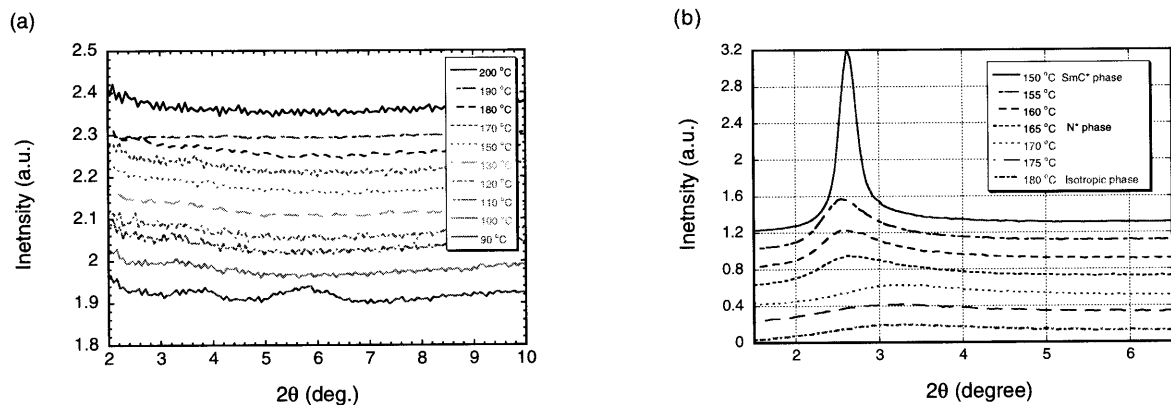 (a)
2.5
2.4
2.3
2.2
2.1
2
1.9
1.8
Inetnsity (a.u.)
2 3 4 5 6 7 8 9 10
2θ (deg.)
200 °C
190 °C
180 °C
170 °C
150 °C
130 °C
120 °C
110 °C
100 °C
90 °C
(b)
3.2
2.8
2.4
2
1.6
1.2
0.8
0.4
0
Inetnsity (a.u.)
2 3 4 5 6
2θ (degree)
150 °C SmC* phase
155 °C
160 °C
165 °C N* phase
170 °C
175 °C
180 °C Isotropic phase